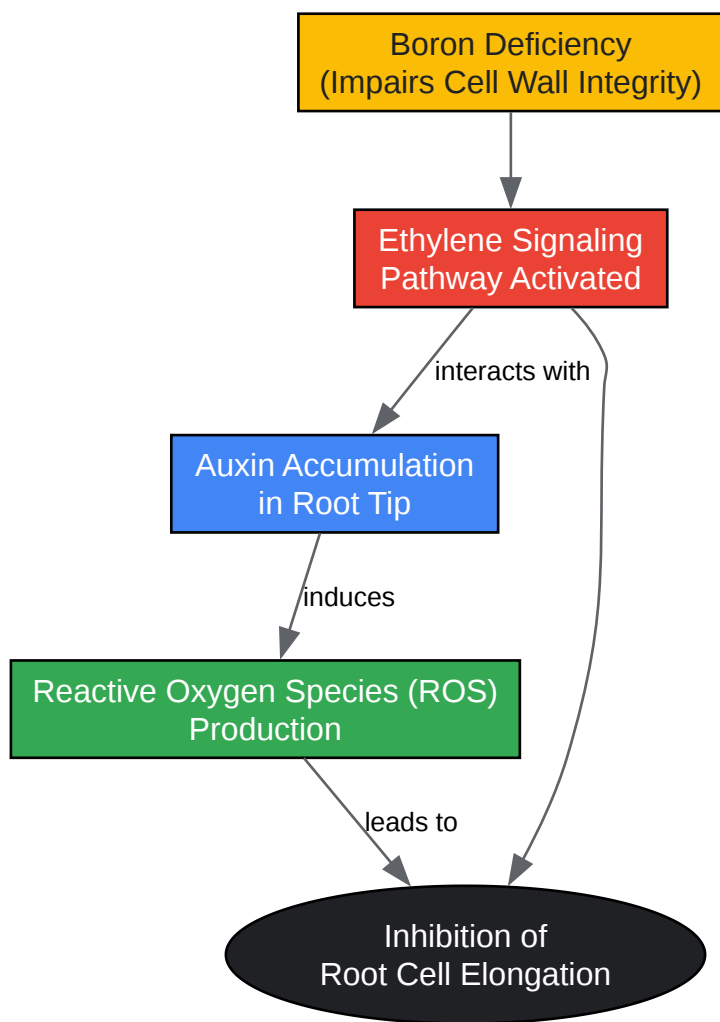 Boron Deficiency
(Impairs Cell Wall Integrity)
Ethylene Signaling
Pathway Activated
interacts with
Auxin Accumulation
in Root Tip
induces
Reactive Oxygen Species (ROS)
Production
leads to
Inhibition of
Root Cell Elongation